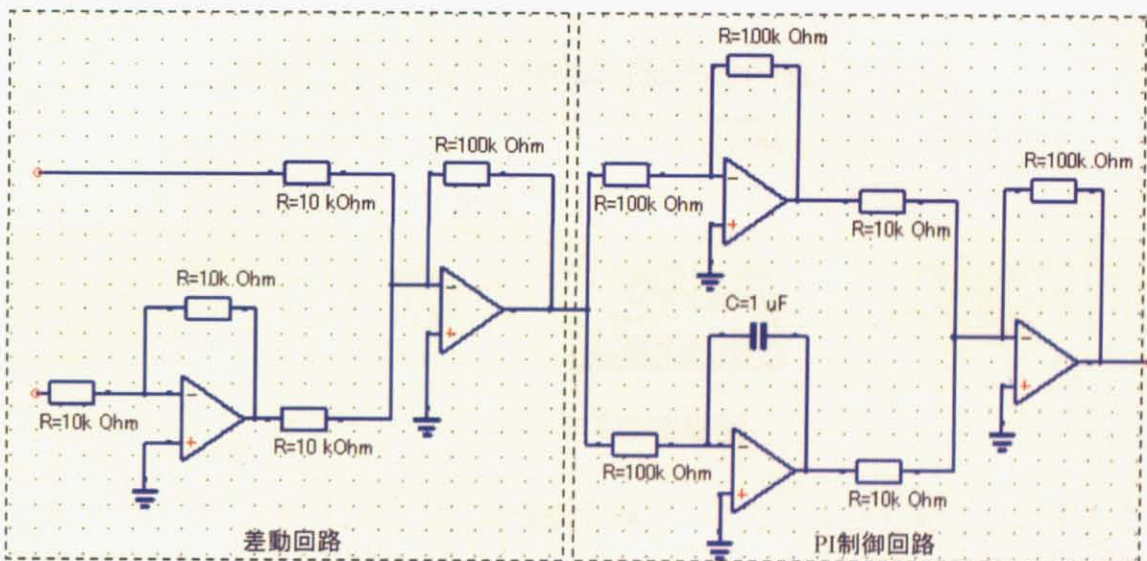 R=100k Ohm
R=10 kOhm
R=10k Ohm
R=10k Ohm
R=10 kOhm
差動回路
R=100k Ohm
R=100k Ohm
R=10k Ohm
R=100k Ohm
C=1 uF
R=100k Ohm
R=10k Ohm
PI制御回路